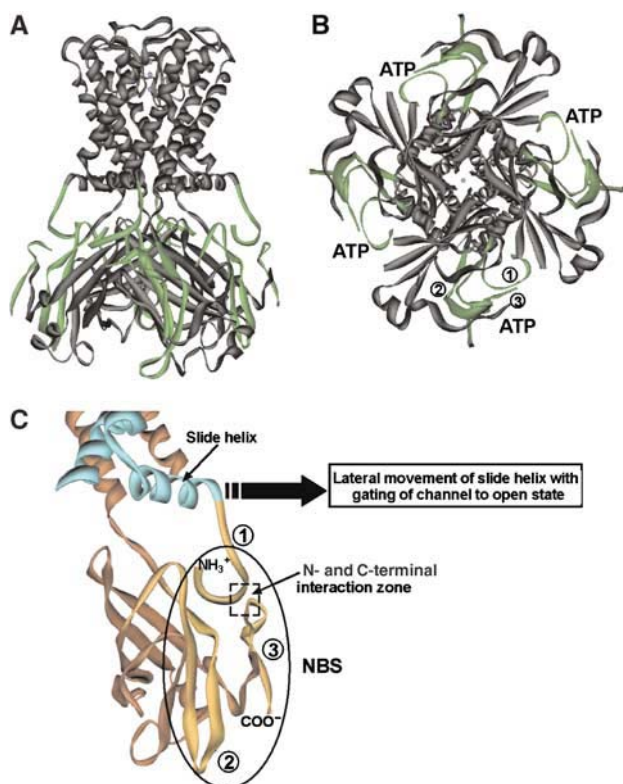 A
B
ATP
ATP
ATP
①
②
③
ATP
C
Slide helix
Lateral movement of slide helix with
gating of channel to open state
①
NH₃⁺
N- and C-terminal
interaction zone
③
NBS
COO⁻
②